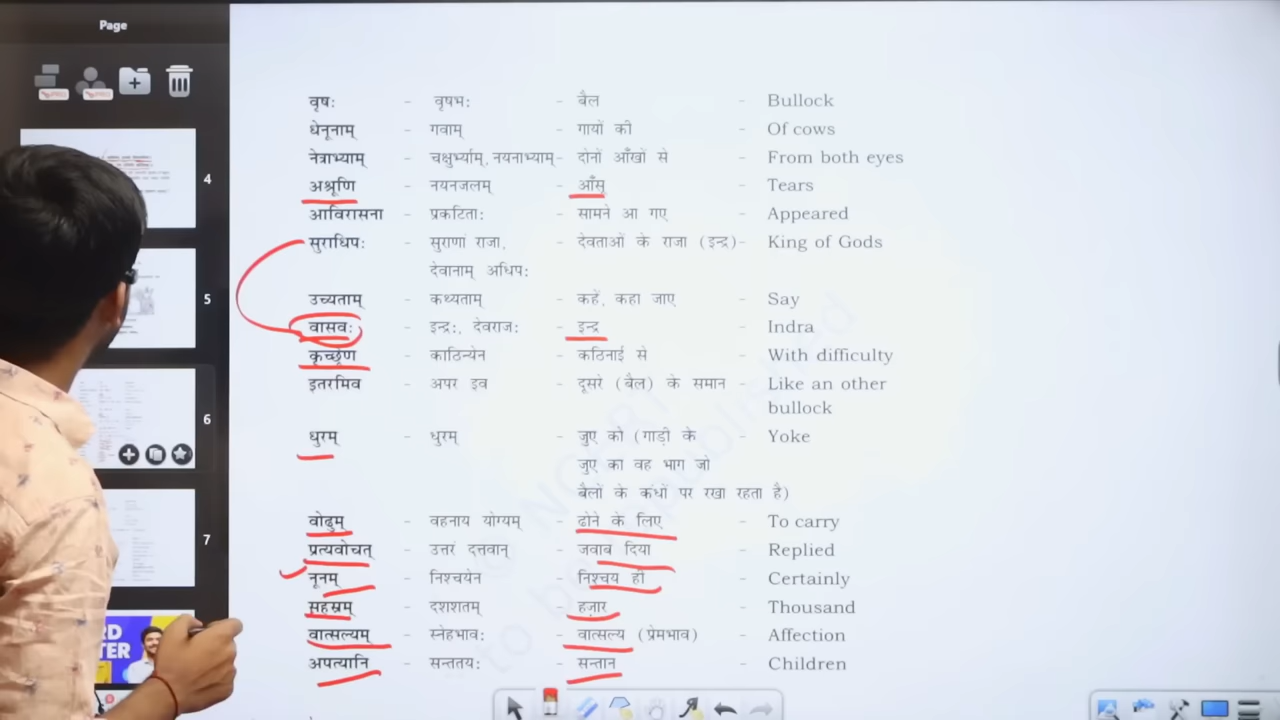 Page
4
5
6
7
वृषः - वृषभः - बैल - Bullock
धेनूनाम् - गवाम् - गायों की - Of cows
नेत्राभ्याम् - चक्षुर्भ्याम्, नयनाभ्याम् - दोनों आँखों से - From both eyes
अश्रूणि - नयनजलम् - आँसू - Tears
आविरासना - प्रकटिताः - सामने आ गए - Appeared
सुराधिपः - सुराणां राजा, - देवताओं के राजा (इन्द्र) - King of Gods
देवानाम् अधिपः
उच्यताम् - कथ्यताम् - कहें, कहा जाए - Say
वासवः - इन्द्रः, देवराजः - इन्द्र - Indra
कृच्छ्रेण - काठिन्येन - कठिनाई से - With difficulty
इतरमिव - अपर इव - दूसरे (बैल) के समान - Like an other
bullock
धुरम् - धुरम् - जुए को (गाड़ी के - Yoke
जुए का वह भाग जो
बैलों के कंधों पर रखा रहता है)
वोढुम् - वहनाय योग्यम् - ढोने के लिए - To carry
प्रत्यवोचत् - उत्तरं दत्तवान् - जवाब दिया - Replied
नूनम् - निश्चयेन - निश्चय ही - Certainly
सहस्रम् - दशशतम् - हज़ार - Thousand
वात्सल्यम् - स्नेहभावः - वात्सल्य (प्रेमभाव) - Affection
अपत्यानि - सन्ततयः - सन्तान - Children